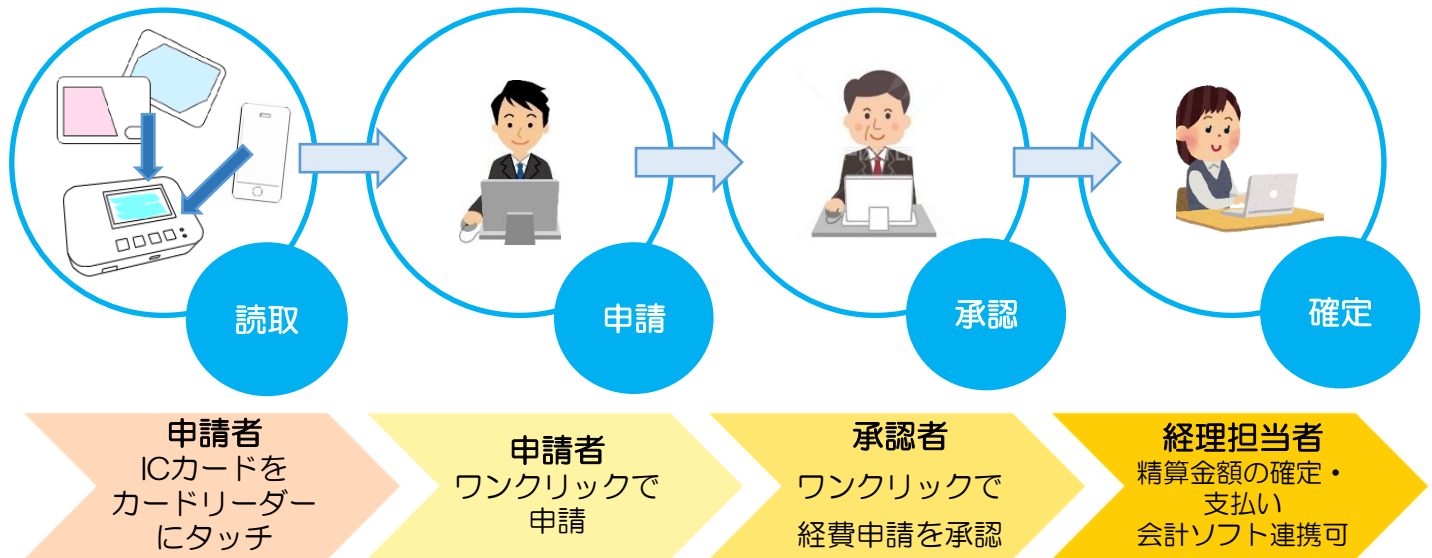 読取
申請
承認
確定
申請者
ICカードを
カードリーダー
にタッチ
申請者
ワンクリックで
申請
承認者
ワンクリックで
経費申請を承認
経理担当者
精算金額の確定・
支払い
会計ソフト連携可